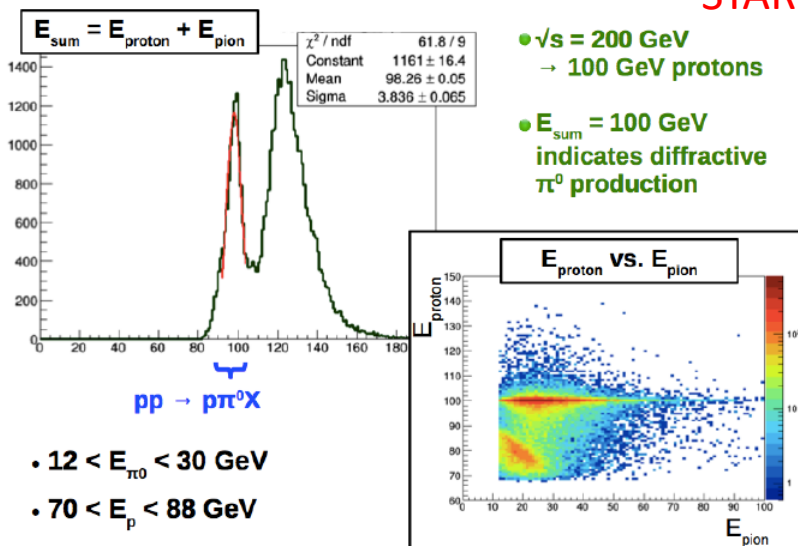 STAR
E_sum = E_proton + E_pion
χ² / ndf 61.8 / 9
Constant 1161 ± 16.4
Mean 98.26 ± 0.05
Sigma 3.836 ± 0.065
1400
1200
1000
800
600
400
200
0
0 20 40 60 80 100 120 140 160 180
pp → pπ⁰X
• 12 < E_π0 < 30 GeV
• 70 < E_p < 88 GeV
• √s = 200 GeV
→ 100 GeV protons
• E_sum = 100 GeV
indicates diffractive
π⁰ production
E_proton vs. E_pion
E_proton
150
140
130
120
110
100
90
80
70
60
0 10 20 30 40 50 60 70 80 90 100
E_pion
10
1